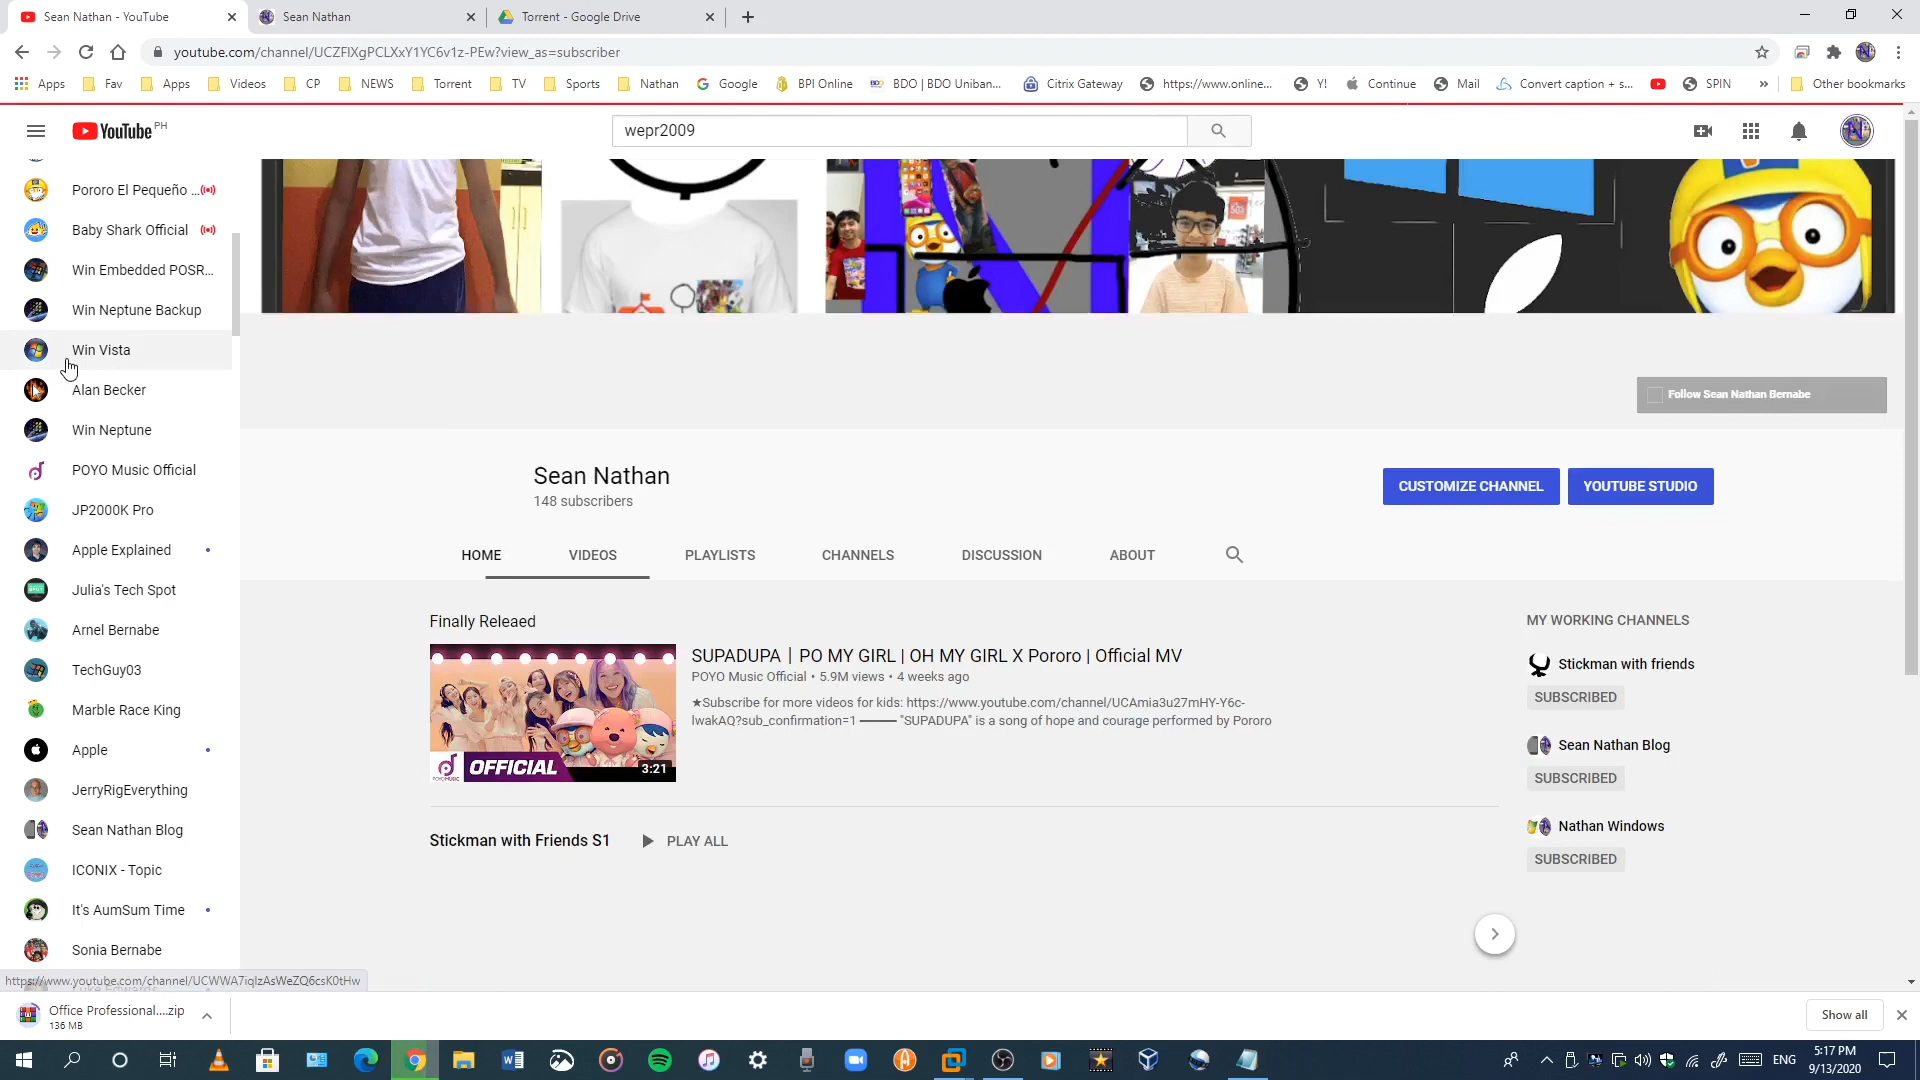 Sean Nathan - YouTube
Sean Nathan
Torrent - Google Drive
youtube.com/channel/UCZFlXgPCLXxY1YC6v1z-PEw?view_as=subscriber
Apps Fav Apps Videos CP NEWS Torrent TV Sports Nathan Google BPI Online BDO | BDO Uniban... Citrix Gateway https://www.online... Y! Continue Mail Convert caption + s... SPIN » Other bookmarks
YouTube PH
wepr2009
Pororo El Pequeño ...
Baby Shark Official
Win Embedded POSR...
Win Neptune Backup
Win Vista
Alan Becker
Win Neptune
POYO Music Official
JP2000K Pro
Apple Explained
Julia's Tech Spot
Arnel Bernabe
TechGuy03
Marble Race King
Apple
JerryRigEverything
Sean Nathan Blog
ICONIX - Topic
It's AumSum Time
Sonia Bernabe
Follow Sean Nathan Bernabe
Sean Nathan
148 subscribers
CUSTOMIZE CHANNEL
YOUTUBE STUDIO
HOME VIDEOS PLAYLISTS CHANNELS DISCUSSION ABOUT
Finally Releaed
OFFICIAL
3:21
SUPADUPA | PO MY GIRL | OH MY GIRL X Pororo | Official MV
POYO Music Official • 5.9M views • 4 weeks ago
★Subscribe for more videos for kids: https://www.youtube.com/channel/UCAmia3u27mHY-Y6c-
lwakAQ?sub_confirmation=1 ──── "SUPADUPA" is a song of hope and courage performed by Pororo
Stickman with Friends S1
PLAY ALL
MY WORKING CHANNELS
Stickman with friends
SUBSCRIBED
Sean Nathan Blog
SUBSCRIBED
Nathan Windows
SUBSCRIBED
https://www.youtube.com/channel/UCWWA7iqlzAsWeZQ6csK0tHw
Office Professional....zip
136 MB
Show all
ENG
5:17 PM
9/13/2020